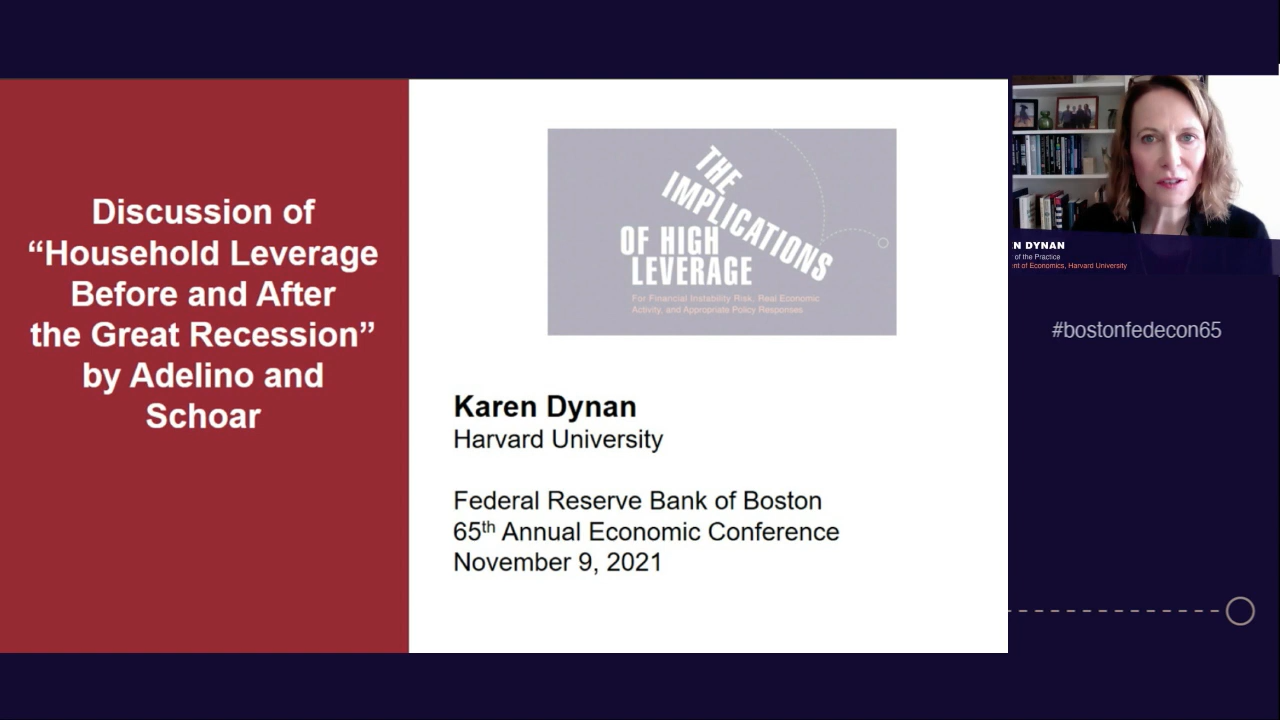 Discussion of
“Household Leverage
Before and After
the Great Recession”
by Adelino and
Schoar
THE
IMPLICATIONS
OF HIGH
LEVERAGE
For Financial Instability Risk, Real Economic
Activity, and Appropriate Policy Responses
Karen Dynan
Harvard University
Federal Reserve Bank of Boston
65th Annual Economic Conference
November 9, 2021
N DYNAN
of the Practice
of Economics, Harvard University
#bostonfedecon65